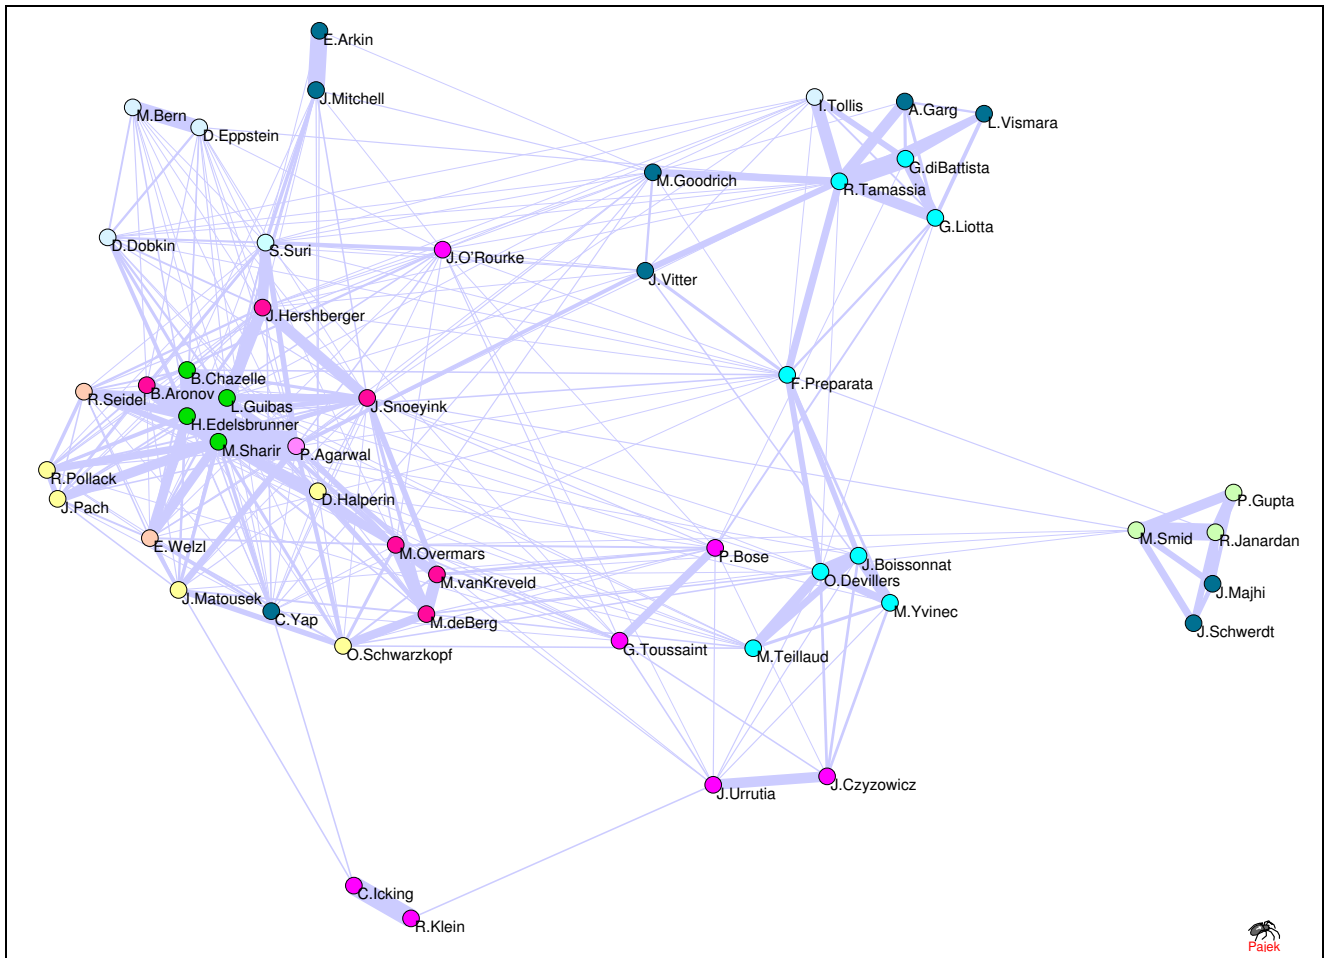 E.Arkin
J.Mitchell
M.Bern
D.Eppstein
I.Tollis
A.Garg
L.Vismara
G.diBattista
M.Goodrich
R.Tamassia
G.Liotta
D.Dobkin
S.Suri
J.O'Rourke
J.Vitter
J.Hershberger
B.Chazelle
F.Preparata
B.Aronov
R.Seidel
L.Guibas
J.Snoeyink
H.Edelsbrunner
M.Sharir
P.Agarwal
R.Pollack
D.Halperin
J.Pach
P.Gupta
M.Smid
R.Janardan
E.Welzl
M.Overmars
P.Bose
J.Boissonnat
O.Devillers
M.vanKreveld
J.Majhi
J.Matousek
M.Yvinec
C.Yap
M.deBerg
J.Schwerdt
G.Toussaint
O.Schwarzkopf
M.Teillaud
J.Urrutia
J.Czyzowicz
C.Icking
R.Klein
Pajek